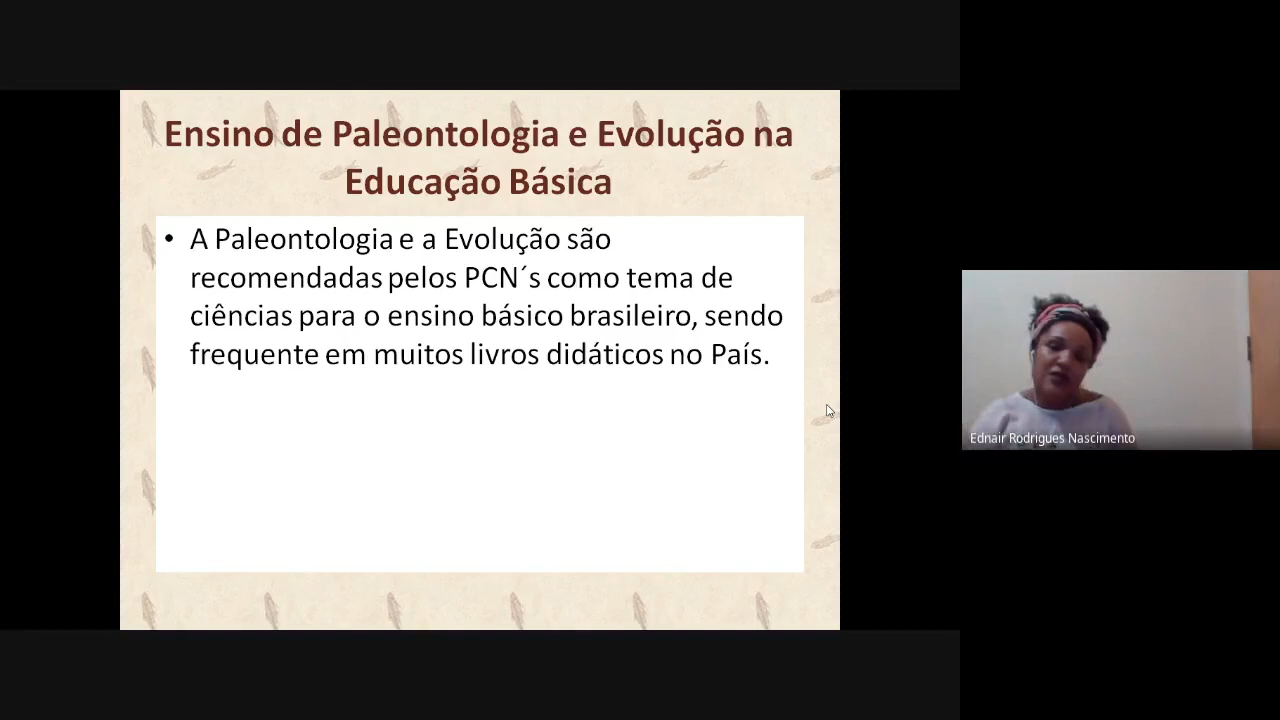 Ensino de Paleontologia e Evolução na
Educação Básica
• A Paleontologia e a Evolução são
recomendadas pelos PCN´s como tema de
ciências para o ensino básico brasileiro, sendo
frequente em muitos livros didáticos no País.
Ednair Rodrigues Nascimento